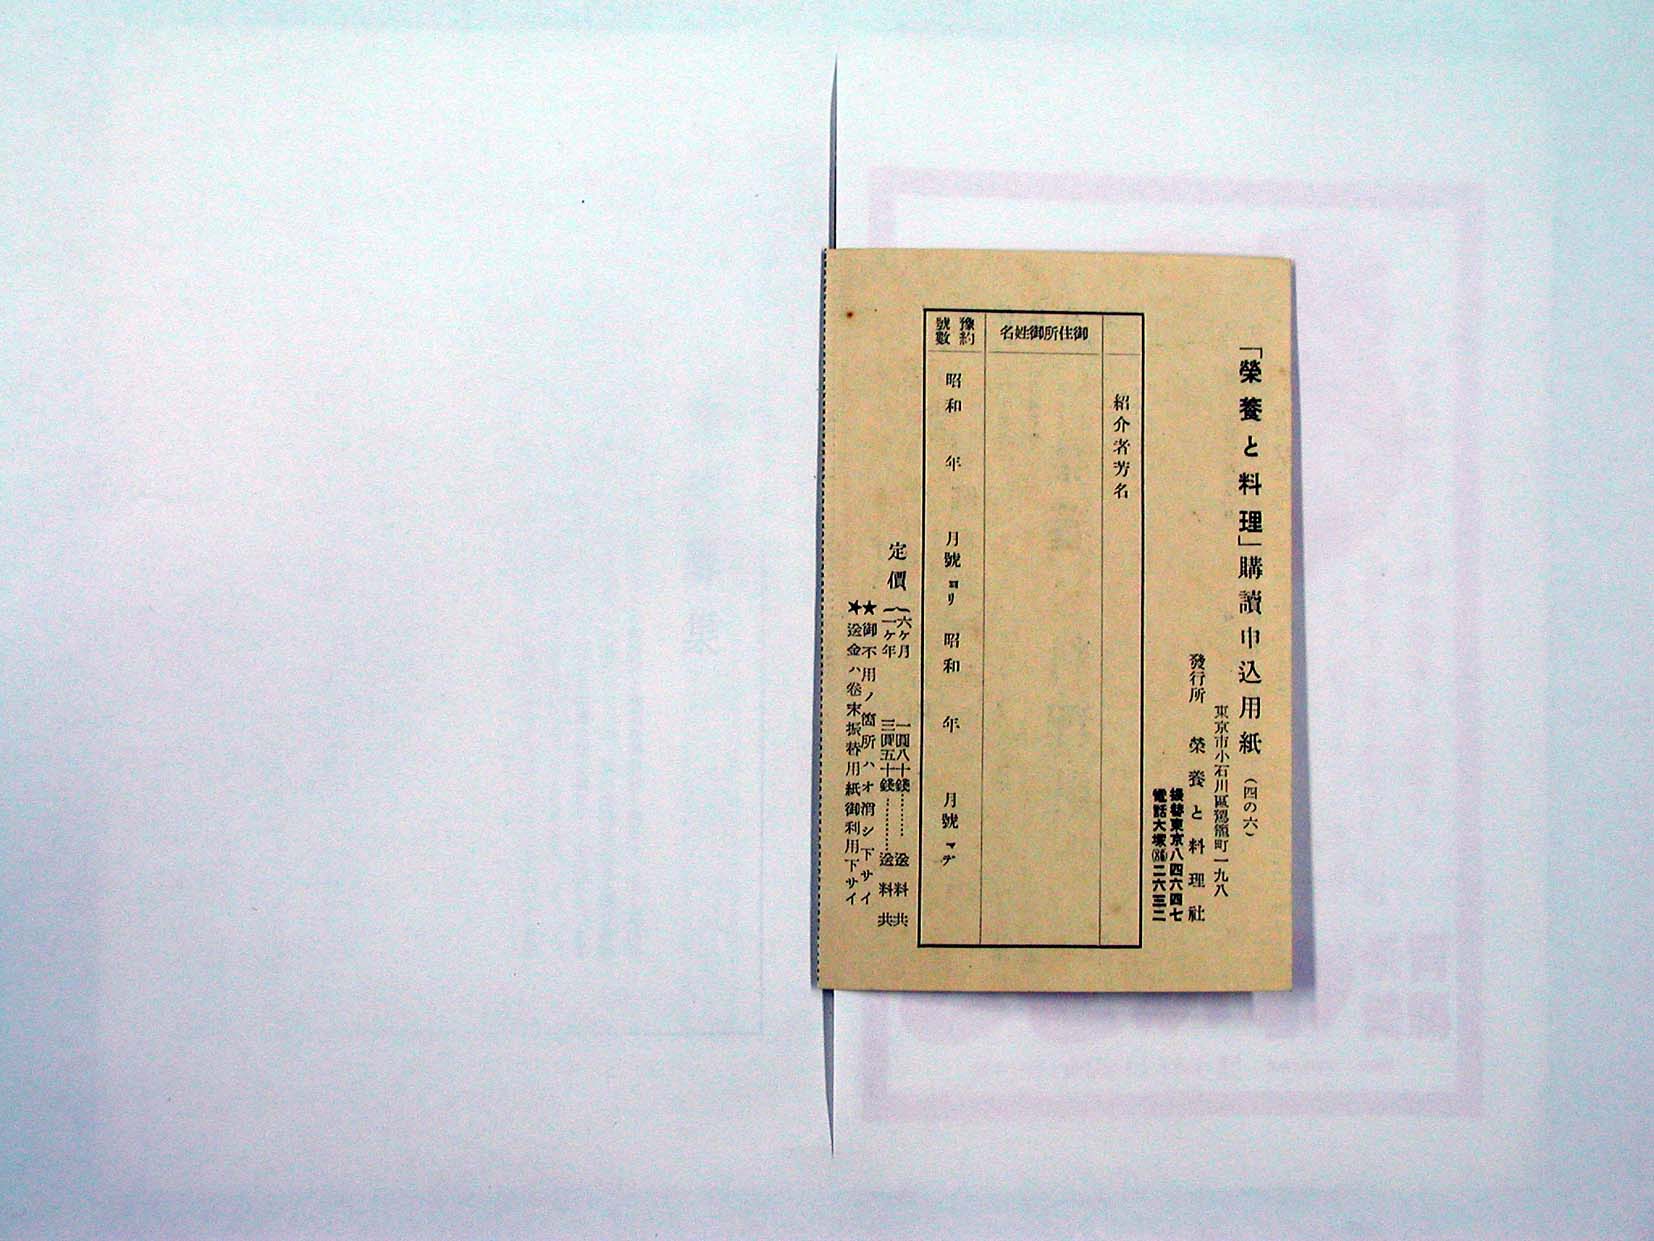 「榮養と料理」購讀申込用紙（四の六）
東京市小石川區駕籠町一九八
發行所　榮養と料理社
振替東京八四六四七
電話大塚(86)二六三二
紹介者芳名
御住所御姓名
豫約號數
昭和　年　月號ヨリ　昭和　年　月號マデ
定價
六ヶ月　一圓八十錢………送料共
一ヶ年　三圓五十錢………送料共
★御不用ノ箇所ハオ消シ下サイ
★送金ハ卷末振替用紙御利用下サイ